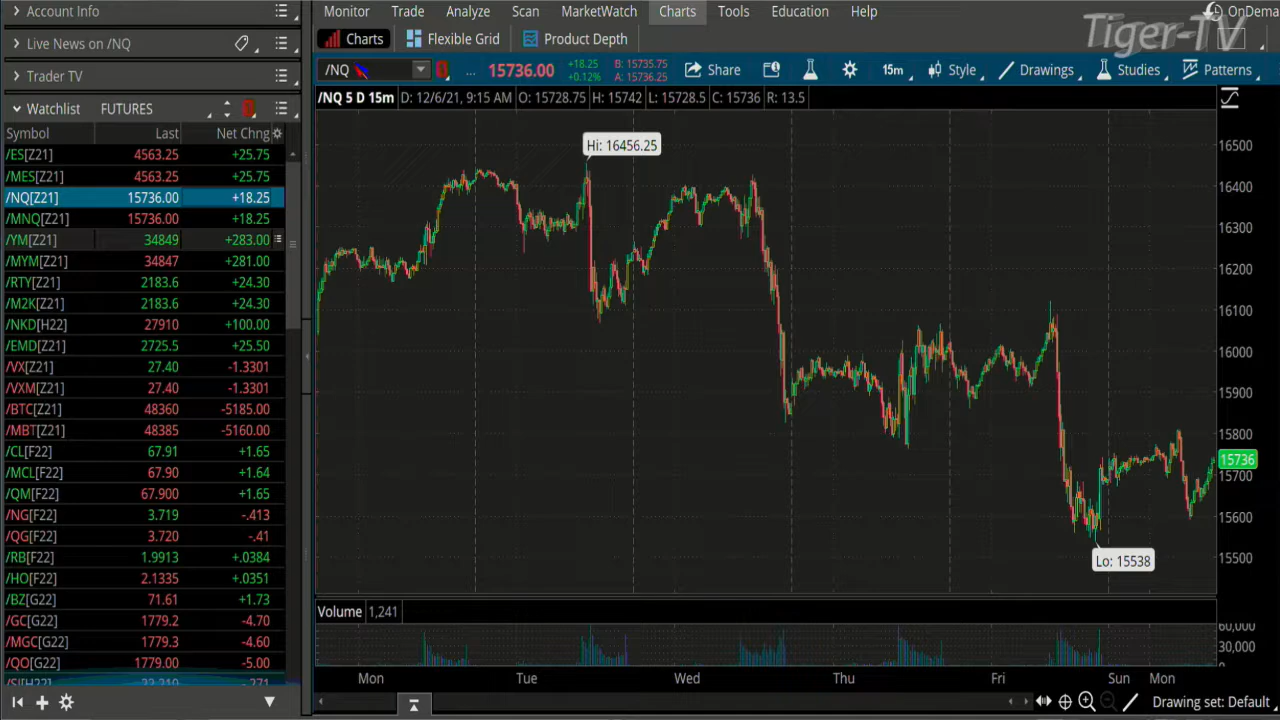 Account Info
Live News on /NQ
Trader TV
Watchlist FUTURES
Symbol Last Net Chng
/ES[Z21] 4563.25 +25.75
/MES[Z21] 4563.25 +25.75
/NQ[Z21] 15736.00 +18.25
/MNQ[Z21] 15736.00 +18.25
/YM[Z21] 34849 +283.00
/MYM[Z21] 34847 +281.00
/RTY[Z21] 2183.6 +24.30
/M2K[Z21] 2183.6 +24.30
/NKD[H22] 27910 +100.00
/EMD[Z21] 2725.5 +25.50
/VX[Z21] 27.40 -1.3301
/VXM[Z21] 27.40 -1.3301
/BTC[Z21] 48360 -5185.00
/MBT[Z21] 48385 -5160.00
/CL[F22] 67.91 +1.65
/MCL[F22] 67.90 +1.64
/QM[F22] 67.900 +1.65
/NG[F22] 3.719 -.413
/QG[F22] 3.720 -.41
/RB[F22] 1.9913 +.0384
/HO[F22] 2.1335 +.0351
/BZ[G22] 71.61 +1.73
/GC[G22] 1779.2 -4.70
/MGC[G22] 1779.3 -4.60
/QO[G22] 1779.00 -5.00
/SI[H22] 22.210 -.271
Monitor Trade Analyze Scan MarketWatch Charts Tools Education Help
OnDema
Tiger-TV
Charts Flexible Grid Product Depth
/NQ ... 15736.00 +18.25 +0.12% B: 15735.75 A: 15736.25 Share 15m Style Drawings Studies Patterns
/NQ 5 D 15m D: 12/6/21, 9:15 AM O: 15728.75 H: 15742 L: 15728.5 C: 15736 R: 13.5
Hi: 16456.25
16500
16400
16300
16200
16100
16000
15900
15800
15736
15700
15600
15500
Lo: 15538
Volume 1,241
60,000
30,000
0
Mon Tue Wed Thu Fri Sun Mon
Drawing set: Default